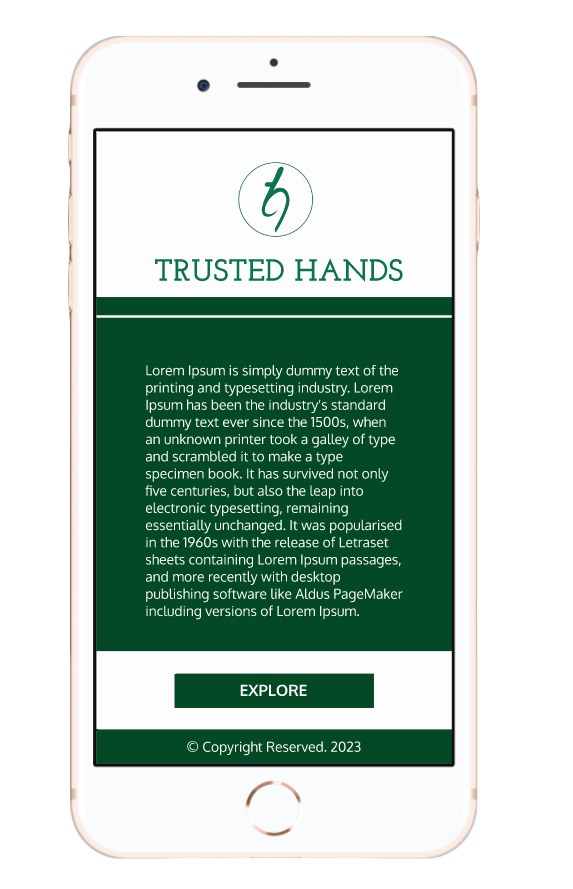 TRUSTED HANDS
Lorem Ipsum is simply dummy text of the
printing and typesetting industry. Lorem
Ipsum has been the industry's standard
dummy text ever since the 1500s, when
an unknown printer took a galley of type
and scrambled it to make a type
specimen book. It has survived not only
five centuries, but also the leap into
electronic typesetting, remaining
essentially unchanged. It was popularised
in the 1960s with the release of Letraset
sheets containing Lorem Ipsum passages,
and more recently with desktop
publishing software like Aldus PageMaker
including versions of Lorem Ipsum.
EXPLORE
© Copyright Reserved. 2023